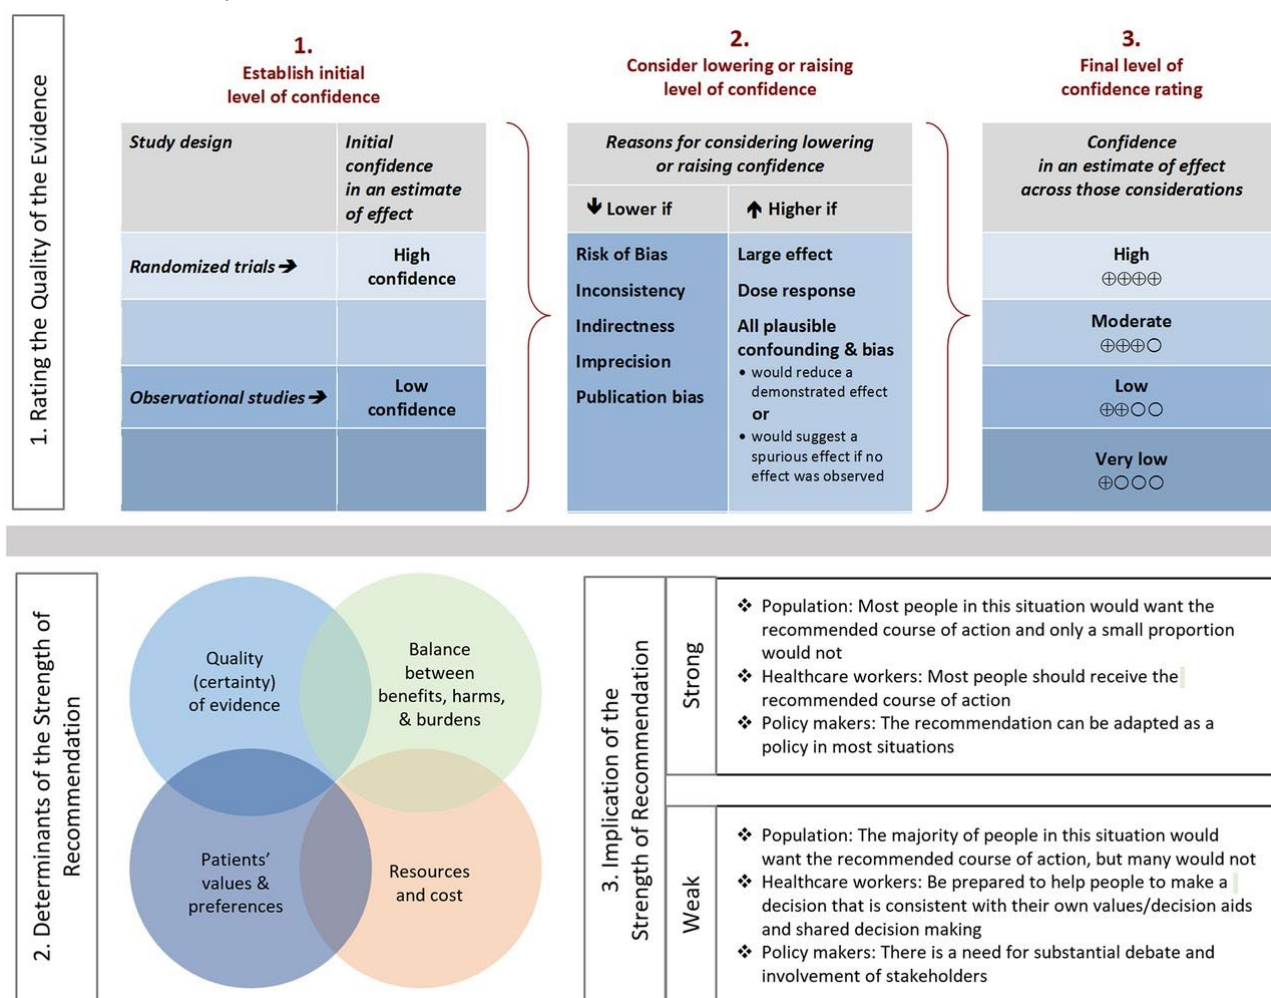 1. Rating the Quality of the Evidence
1.
Establish initial
level of confidence
Study design
Initial
confidence
in an estimate
of effect
Randomized trials ➔
High
confidence
Observational studies ➔
Low
confidence
2.
Consider lowering or raising
level of confidence
Reasons for considering lowering
or raising confidence
🡻 Lower if
🡹 Higher if
Risk of Bias
Inconsistency
Indirectness
Imprecision
Publication bias
Large effect
Dose response
All plausible
confounding & bias
• would reduce a
demonstrated effect
or
• would suggest a
spurious effect if no
effect was observed
3.
Final level of
confidence rating
Confidence
in an estimate of effect
across those considerations
High
⊕⊕⊕⊕
Moderate
⊕⊕⊕○
Low
⊕⊕○○
Very low
⊕○○○
2. Determinants of the Strength of
Recommendation
Quality
(certainty)
of evidence
Balance
between
benefits, harms,
& burdens
Patients’
values &
preferences
Resources
and cost
3. Implication of the
Strength of Recommendation
Strong
❖ Population: Most people in this situation would want the
recommended course of action and only a small proportion
would not
❖ Healthcare workers: Most people should receive the
recommended course of action
❖ Policy makers: The recommendation can be adapted as a
policy in most situations
Weak
❖ Population: The majority of people in this situation would
want the recommended course of action, but many would not
❖ Healthcare workers: Be prepared to help people to make a
decision that is consistent with their own values/decision aids
and shared decision making
❖ Policy makers: There is a need for substantial debate and
involvement of stakeholders